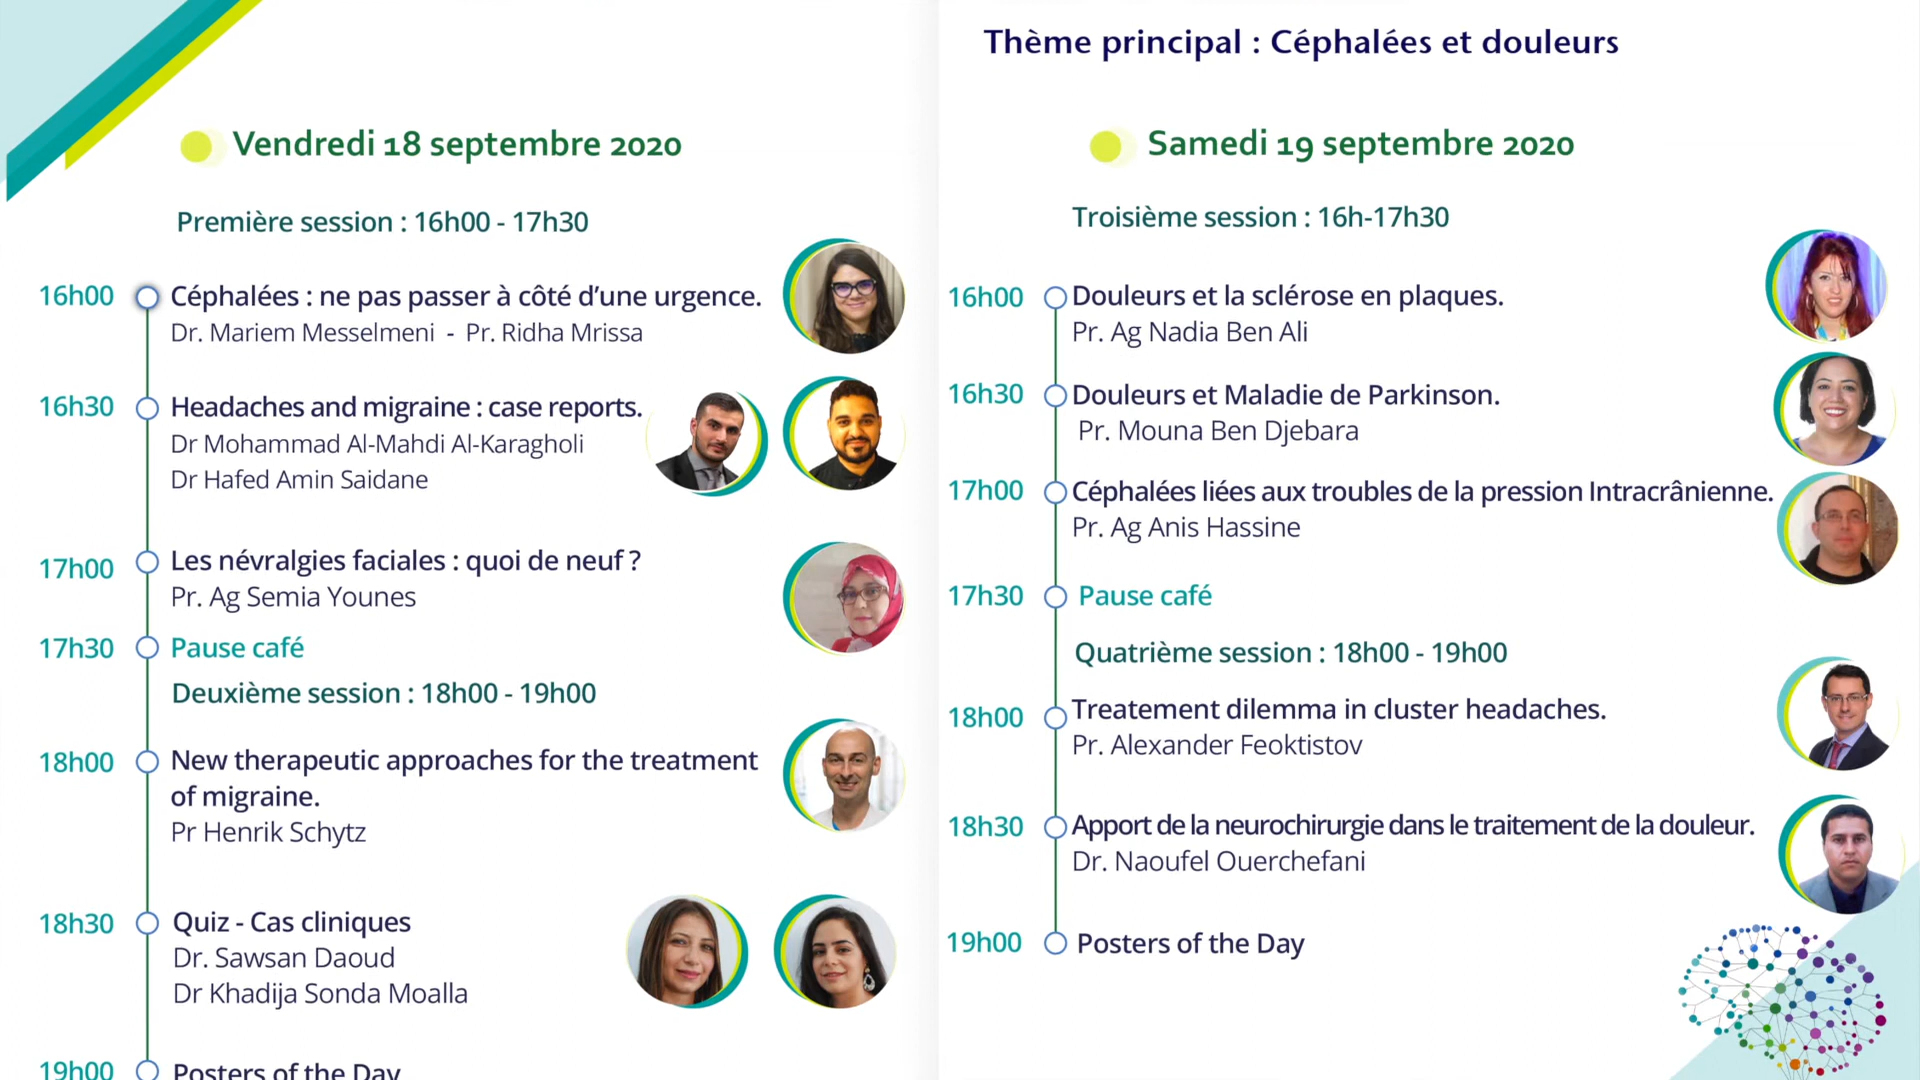 Thème principal : Céphalées et douleurs
Vendredi 18 septembre 2020
Première session : 16h00 - 17h30
16h00
Céphalées : ne pas passer à côté d'une urgence.
Dr. Mariem Messelmeni - Pr. Ridha Mrissa
16h30
Headaches and migraine : case reports.
Dr Mohammad Al-Mahdi Al-Karagholi
Dr Hafed Amin Saidane
17h00
Les névralgies faciales : quoi de neuf ?
Pr. Ag Semia Younes
17h30
Pause café
Deuxième session : 18h00 - 19h00
18h00
New therapeutic approaches for the treatment
of migraine.
Pr Henrik Schytz
18h30
Quiz - Cas cliniques
Dr. Sawsan Daoud
Dr Khadija Sonda Moalla
19h00
Posters of the Day
Samedi 19 septembre 2020
Troisième session : 16h-17h30
16h00
Douleurs et la sclérose en plaques.
Pr. Ag Nadia Ben Ali
16h30
Douleurs et Maladie de Parkinson.
Pr. Mouna Ben Djebara
17h00
Céphalées liées aux troubles de la pression Intracrânienne.
Pr. Ag Anis Hassine
17h30
Pause café
Quatrième session : 18h00 - 19h00
18h00
Treatement dilemma in cluster headaches.
Pr. Alexander Feoktistov
18h30
Apport de la neurochirurgie dans le traitement de la douleur.
Dr. Naoufel Ouerchefani
19h00
Posters of the Day